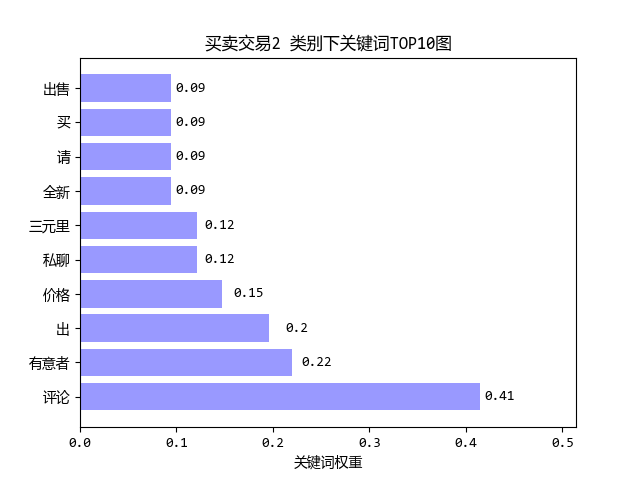 买卖交易2 类别下关键词TOP10图
出售 0.09
买 0.09
请 0.09
全新 0.09
三元里 0.12
私聊 0.12
价格 0.15
出 0.2
有意者 0.22
评论 0.41
0.0 0.1 0.2 0.3 0.4 0.5
关键词权重